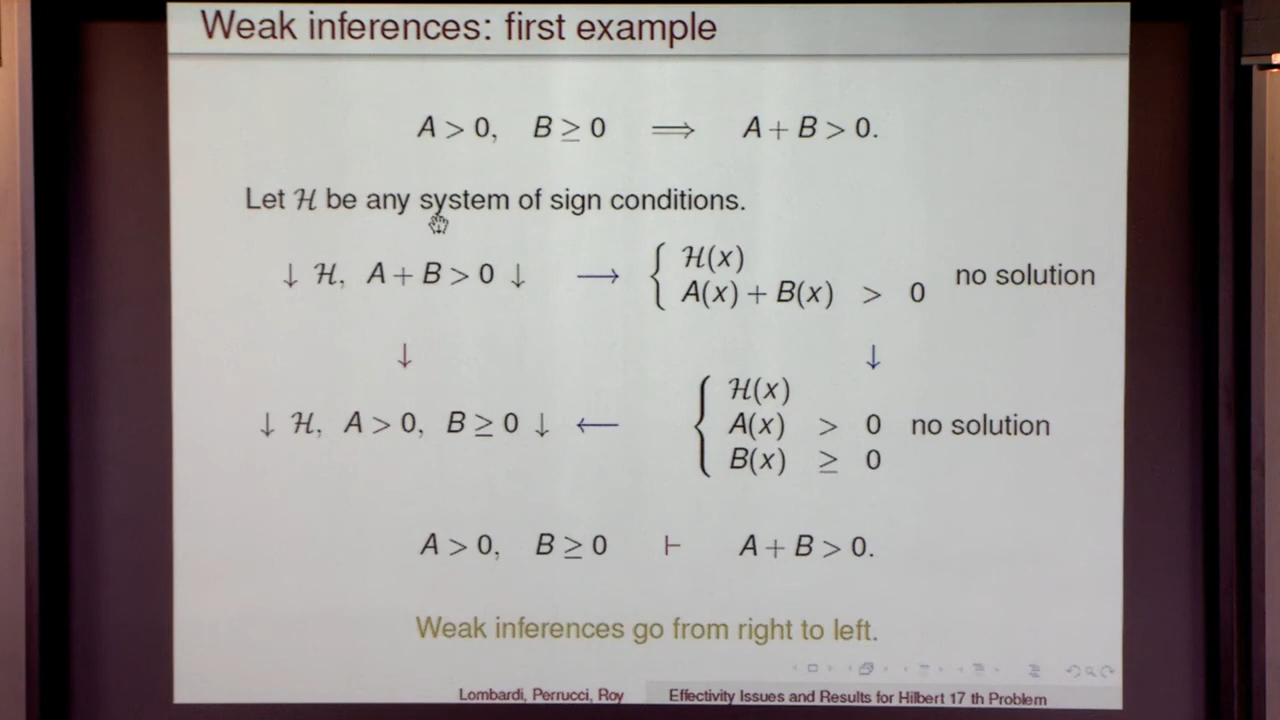 Weak inferences: first example
A > 0, B ≥ 0 ⟹ A + B > 0.
Let ℋ be any system of sign conditions.
↓ ℋ, A + B > 0 ↓ ⟶ { ℋ(x)
A(x) + B(x) > 0 no solution
↓ ↓
↓ ℋ, A > 0, B ≥ 0 ↓ ⟵ { ℋ(x)
A(x) > 0 no solution
B(x) ≥ 0
A > 0, B ≥ 0 ⊢ A + B > 0.
Weak inferences go from right to left.
Lombardi, Perrucci, Roy Effectivity Issues and Results for Hilbert 17 th Problem